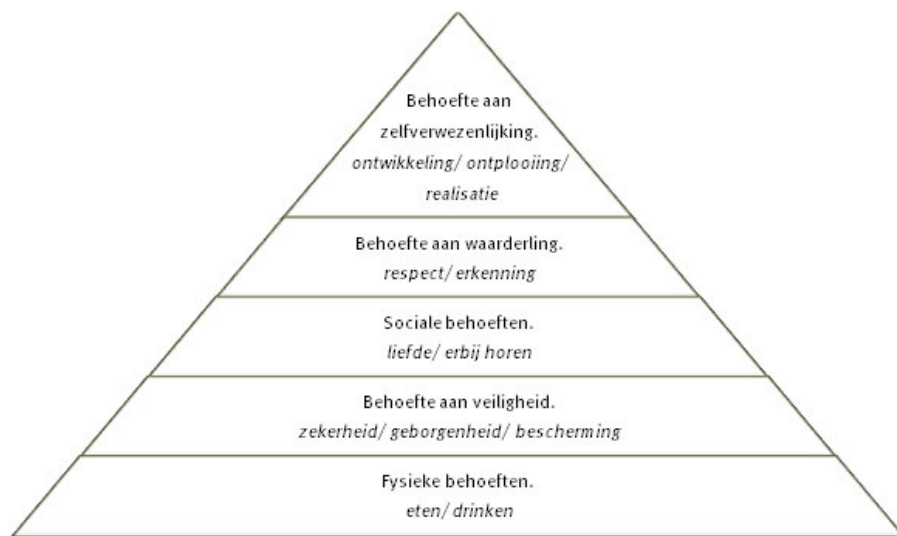 Behoefte aan
zelfverwezenlijking.
ontwikkeling/ ontplooiing/
realisatie
Behoefte aan waarderling.
respect/ erkenning
Sociale behoeften.
liefde/ erbij horen
Behoefte aan veiligheid.
zekerheid/ geborgenheid/ bescherming
Fysieke behoeften.
eten/ drinken